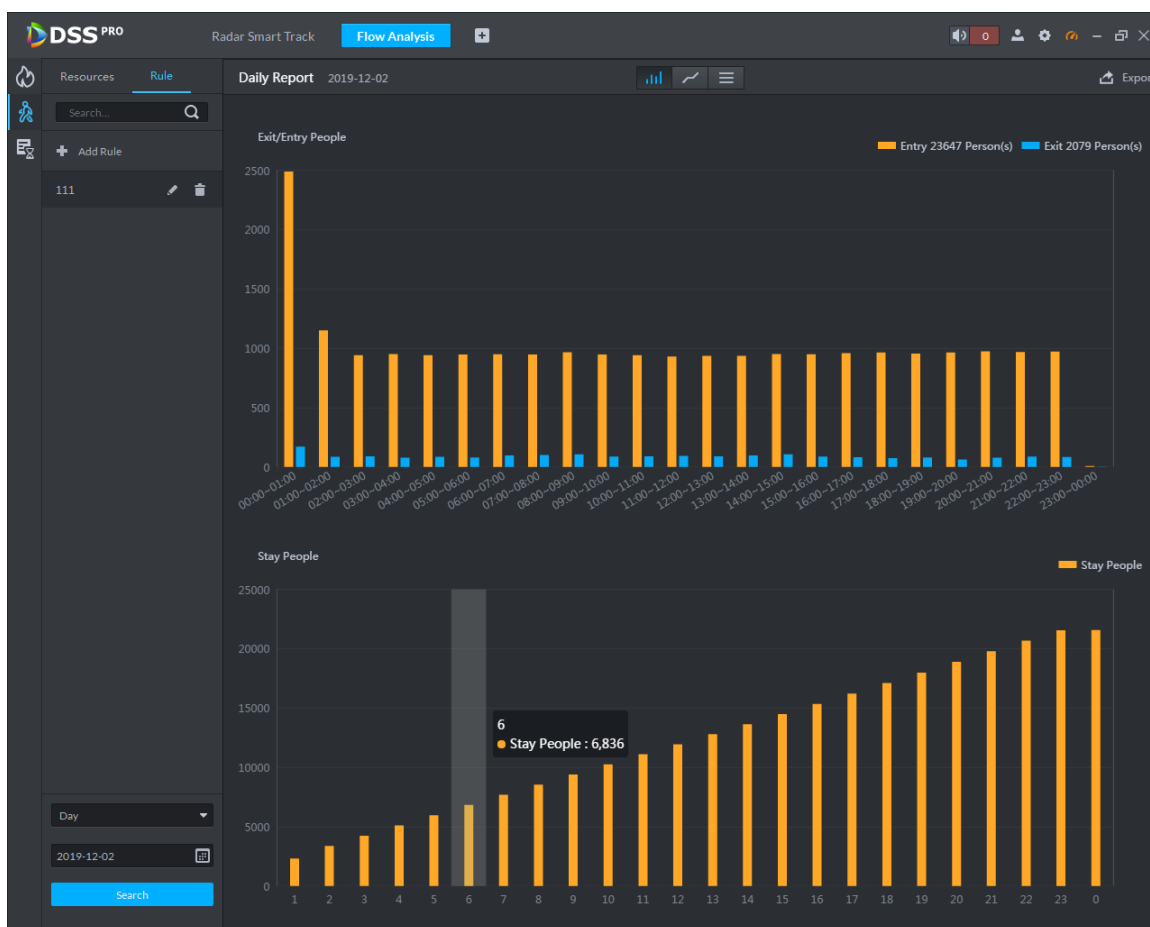 DSS PRO Radar Smart Track Flow Analysis 0
Resources Rule Daily Report 2019-12-02 Expor
Search...
Add Rule
111
Exit/Entry People
Entry 23647 Person(s) Exit 2079 Person(s)
2500
2000
1500
1000
500
0
00:00~01:00 01:00~02:00 02:00~03:00 03:00~04:00 04:00~05:00 05:00~06:00 06:00~07:00 07:00~08:00 08:00~09:00 09:00~10:00 10:00~11:00 11:00~12:00 12:00~13:00 13:00~14:00 14:00~15:00 15:00~16:00 16:00~17:00 17:00~18:00 18:00~19:00 19:00~20:00 20:00~21:00 21:00~22:00 22:00~23:00 23:00~00:00
Stay People
Stay People
25000
20000
15000
10000
5000
0
6
Stay People : 6,836
1 2 3 4 5 6 7 8 9 10 11 12 13 14 15 16 17 18 19 20 21 22 23 0
Day
2019-12-02
Search